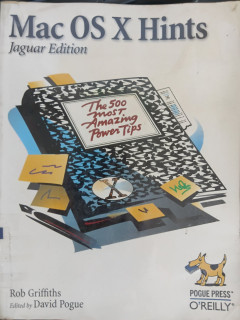 Mac OS X Hints
Jaguar Edition
The 500
most
Amazing
Power Tips
X
Rob Griffiths
Edited by David Pogue
POGUE PRESS™
O'REILLY®